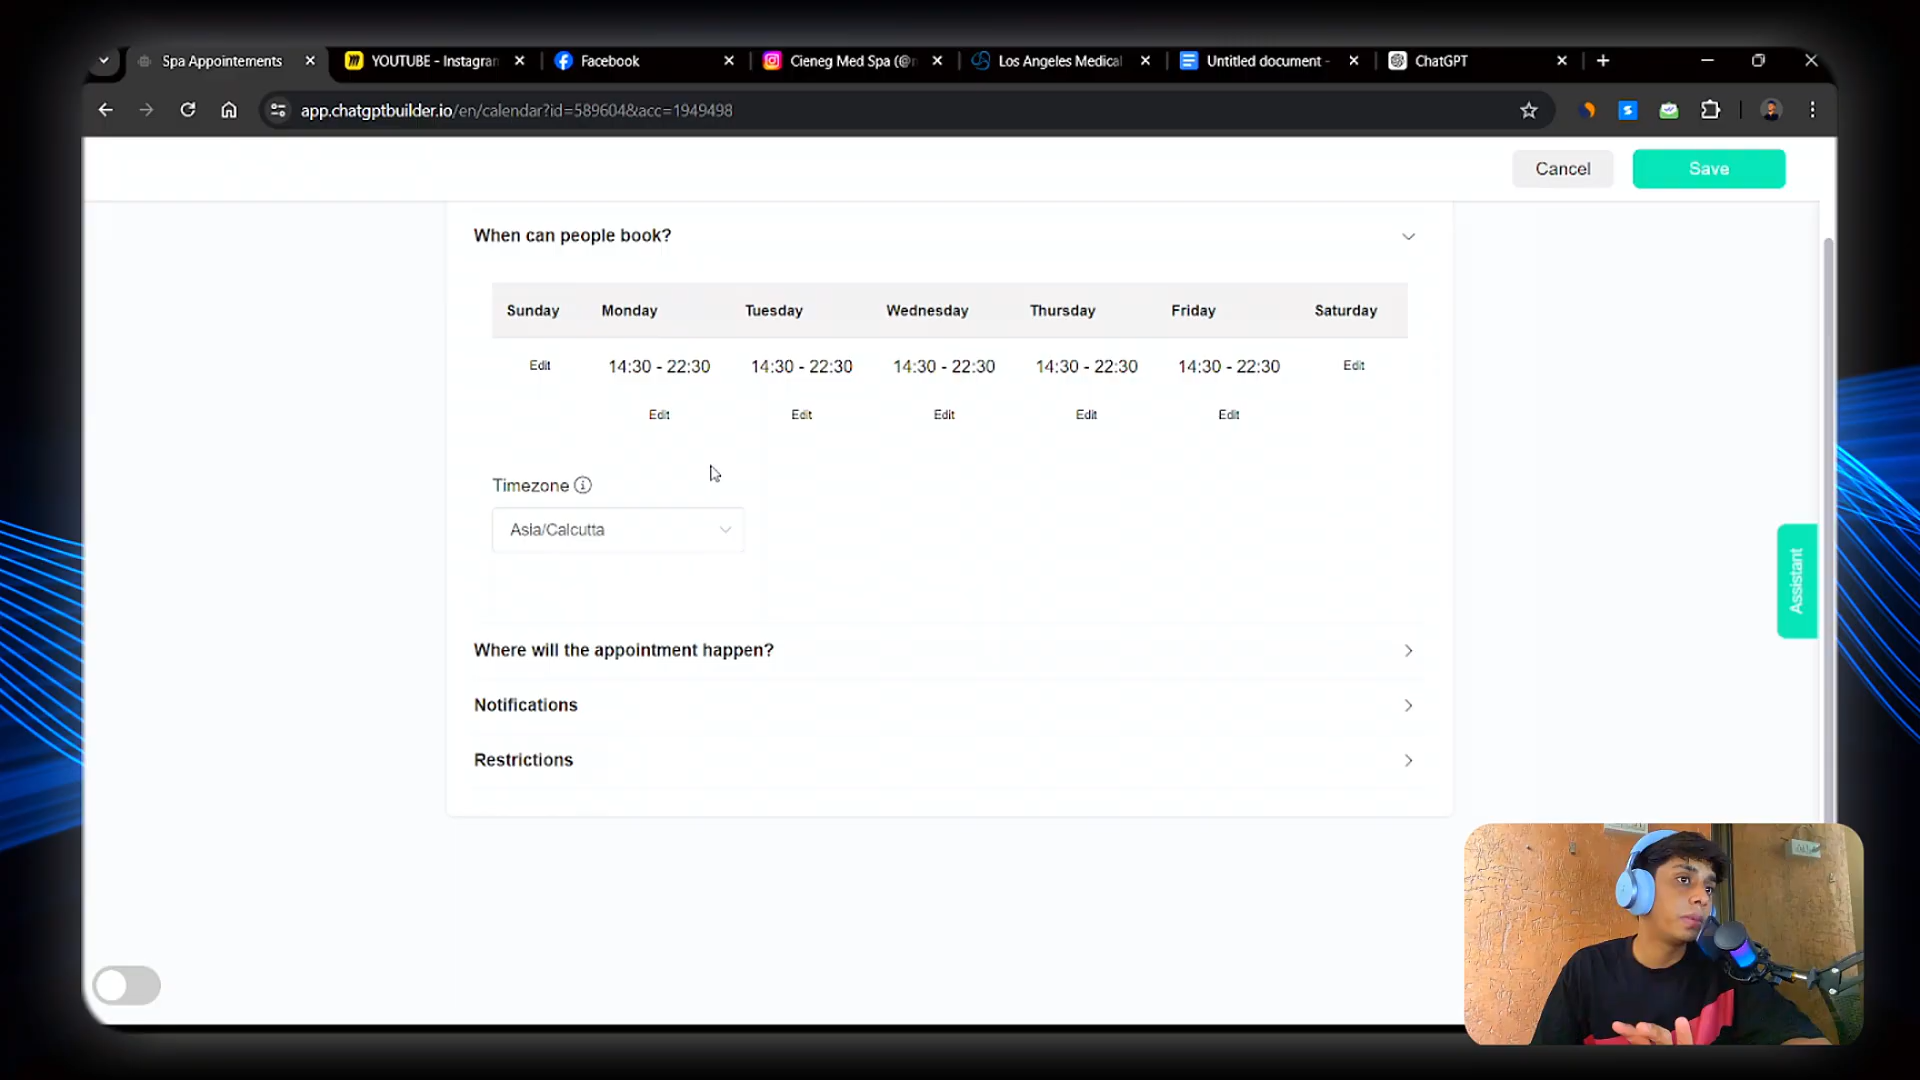 Spa Appointements
YOUTUBE - Instagram
Facebook
Cieneg Med Spa (@
Los Angeles Medical
Untitled document -
ChatGPT
app.chatgptbuilder.io/en/calendar?id=589604&acc=1949498
Cancel
Save
When can people book?
Sunday Monday Tuesday Wednesday Thursday Friday Saturday
Edit 14:30 - 22:30 14:30 - 22:30 14:30 - 22:30 14:30 - 22:30 14:30 - 22:30 Edit
Edit Edit Edit Edit Edit
Timezone
Asia/Calcutta
Assistant
Where will the appointment happen?
Notifications
Restrictions